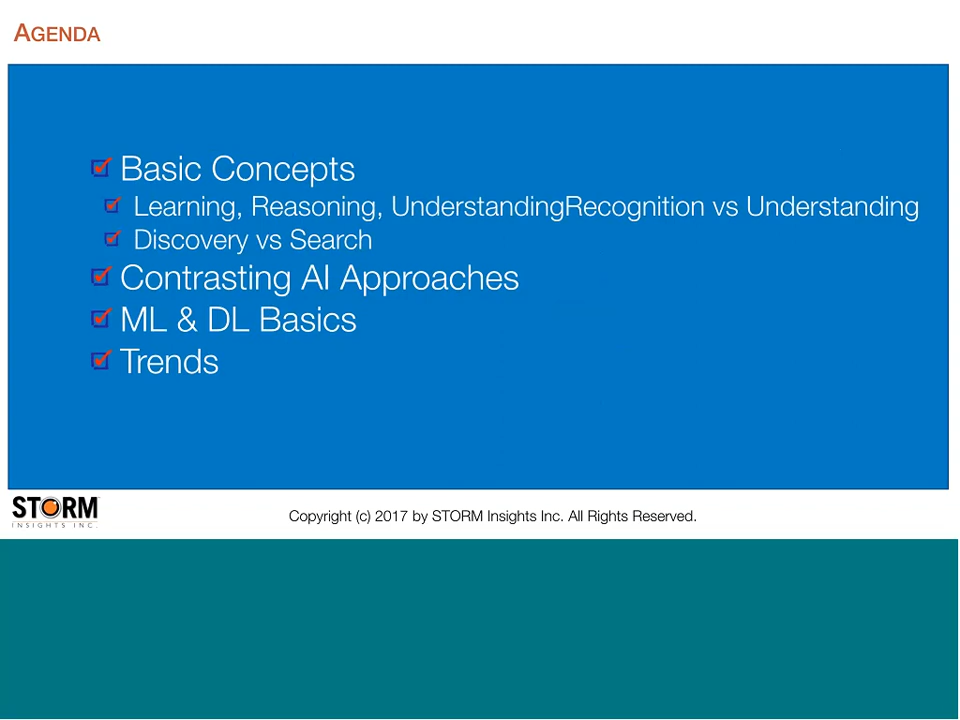 AGENDA
Basic Concepts
Learning, Reasoning, UnderstandingRecognition vs Understanding
Discovery vs Search
Contrasting AI Approaches
ML & DL Basics
Trends
STORM
INSIGHTS INC.
Copyright (c) 2017 by STORM Insights Inc. All Rights Reserved.